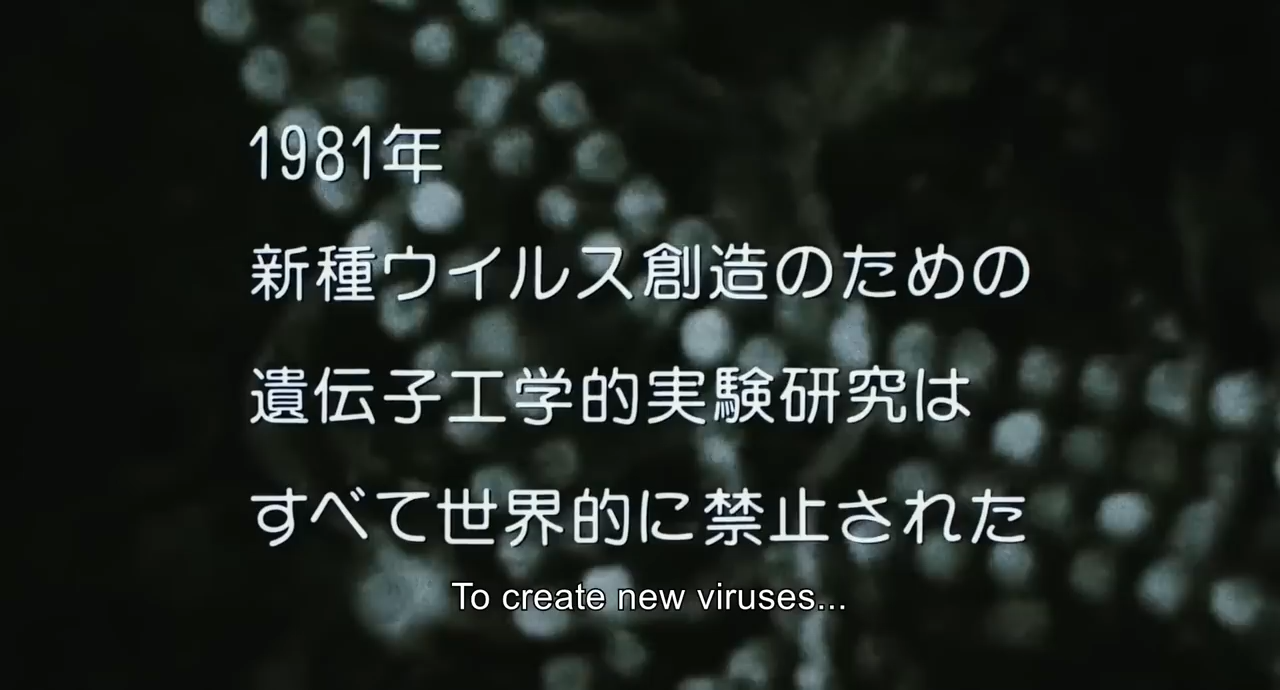 1981年
新種ウイルス創造のための
遺伝子工学的実験研究は
すべて世界的に禁止された
To create new viruses...